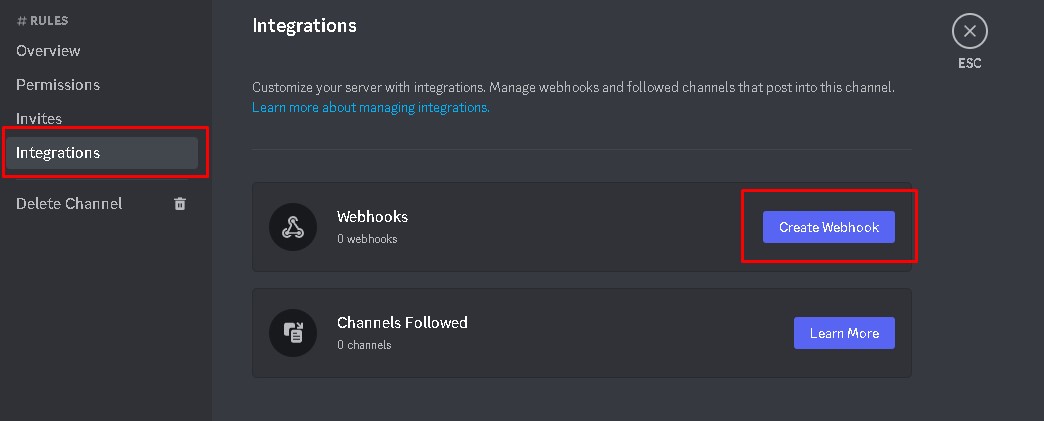 # RULES
Overview
Permissions
Invites
Integrations
Delete Channel
Integrations
ESC
Customize your server with integrations. Manage webhooks and followed channels that post into this channel.
Learn more about managing integrations.
Webhooks
0 webhooks
Create Webhook
Channels Followed
0 channels
Learn More